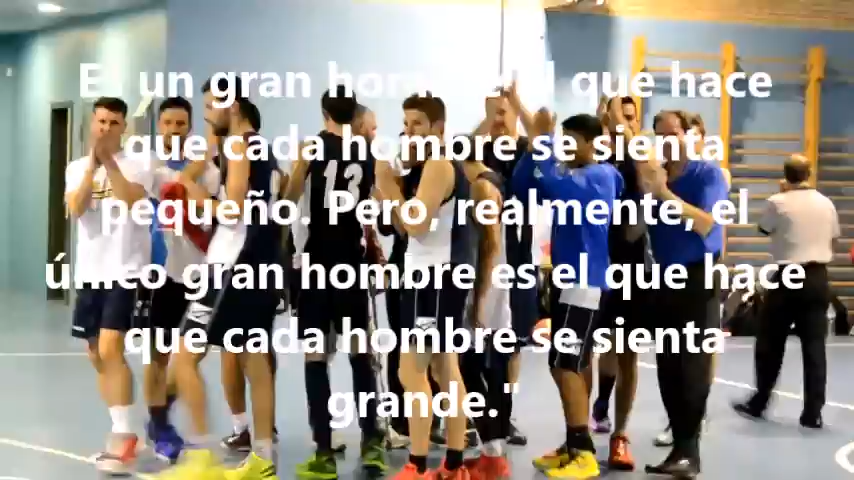 Es un gran hombre el que hace
que cada hombre se sienta
pequeño. Pero, realmente, el
único gran hombre es el que hace
que cada hombre se sienta
grande."
13